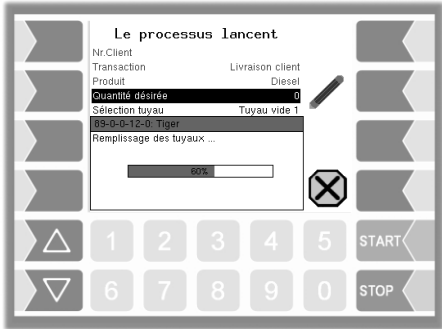 Le processus lancent
Nr.Client
Transaction Livraison client
Produit Diesel
Quantité désirée 0
Sélection tuyau Tuyau vide 1
89-0-0-12-0: Tiger
Remplissage des tuyaux ...
60%
1 2 3 4 5 START
6 7 8 9 0 STOP